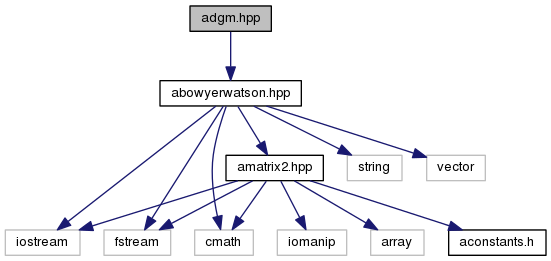 adgm.hpp
abowyerwatson.hpp
amatrix2.hpp
string
vector
iostream
fstream
cmath
iomanip
array
aconstants.h